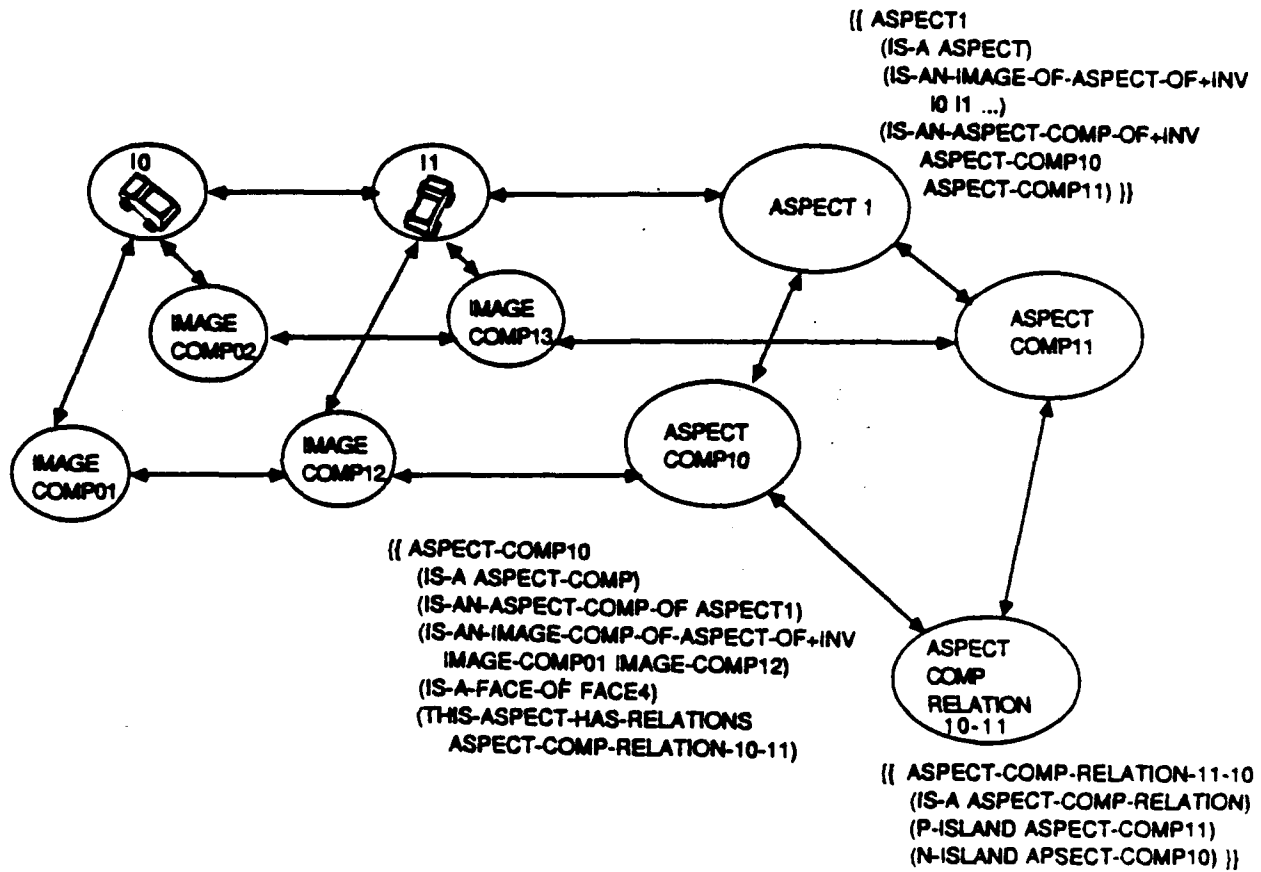 {{ ASPECT1
(IS-A ASPECT)
(IS-AN-IMAGE-OF-ASPECT-OF+INV
I0 I1 ...)
(IS-AN-ASPECT-COMP-OF+INV
ASPECT-COMP10
ASPECT-COMP11) }}
I0
I1
ASPECT 1
IMAGE
COMP02
IMAGE
COMP13
ASPECT
COMP11
IMAGE
COMP01
IMAGE
COMP12
ASPECT
COMP10
{{ ASPECT-COMP10
(IS-A ASPECT-COMP)
(IS-AN-ASPECT-COMP-OF ASPECT1)
(IS-AN-IMAGE-COMP-OF-ASPECT-OF+INV
IMAGE-COMP01 IMAGE-COMP12)
(IS-A-FACE-OF FACE4)
(THIS-ASPECT-HAS-RELATIONS
ASPECT-COMP-RELATION-10-11)
ASPECT
COMP
RELATION
10-11
{{ ASPECT-COMP-RELATION-11-10
(IS-A ASPECT-COMP-RELATION)
(P-ISLAND ASPECT-COMP11)
(N-ISLAND APSECT-COMP10) }}